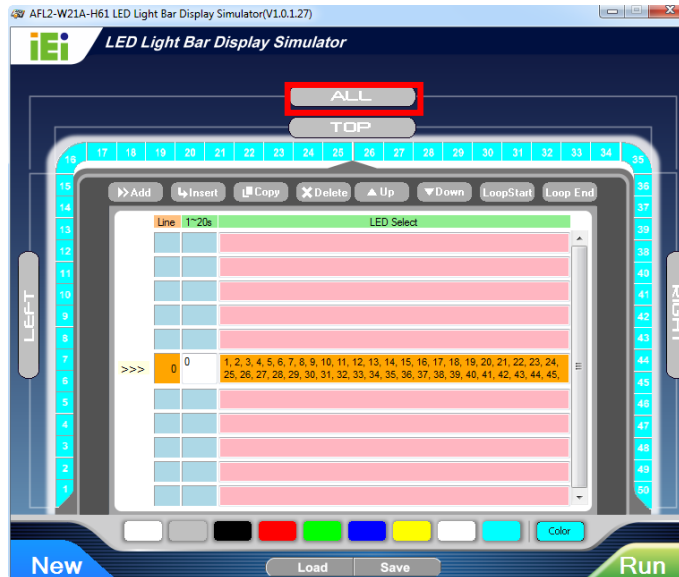 AFL2-W21A-H61 LED Light Bar Display Simulator(V1.0.1.27)
iEi LED Light Bar Display Simulator
ALL
TOP
16 17 18 19 20 21 22 23 24 25 26 27 28 29 30 31 32 33 34 35
Add Insert Copy Delete Up Down LoopStart Loop End
Line 1~20s LED Select
LEFT
RIGHT
15 36
14 37
13 39
12 38
11 40
10 41
9 42
8 43
7 44
6 45
5 46
4 47
3 48
2 49
1 50
>>> 0 0 1, 2, 3, 4, 5, 6, 7, 8, 9, 10, 11, 12, 13, 14, 15, 16, 17, 18, 19, 20, 21, 22, 23, 24,
25, 26, 27, 28, 29, 30, 31, 32, 33, 34, 35, 36, 37, 38, 39, 40, 41, 42, 43, 44, 45,
Color
New Load Save Run